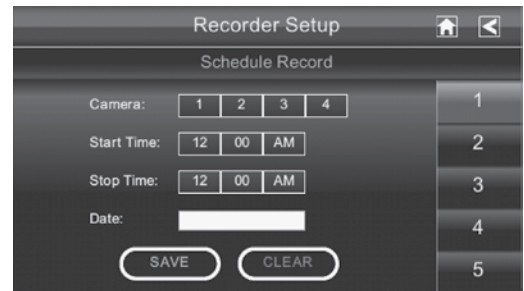 Recorder Setup
Schedule Record
Camera: 1 2 3 4
Start Time: 12 00 AM
Stop Time: 12 00 AM
Date:
SAVE CLEAR
1
2
3
4
5